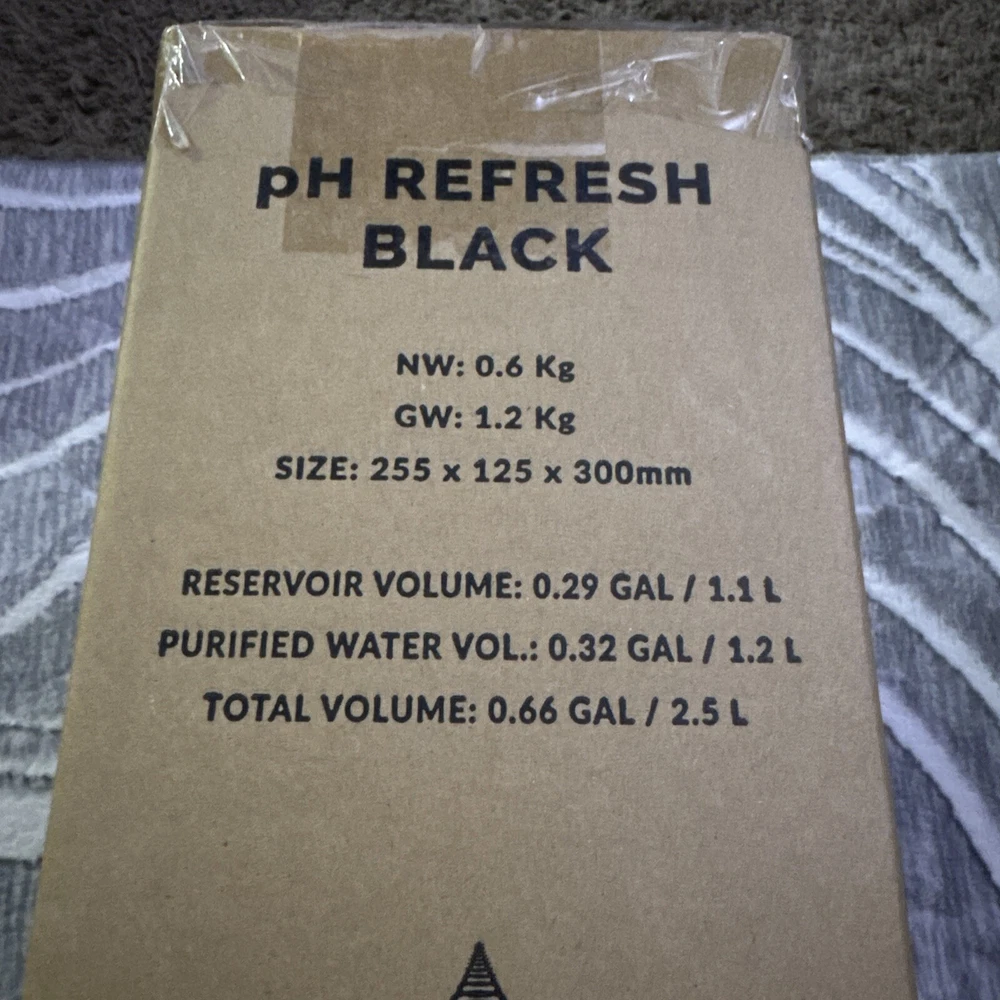 pH REFRESH
BLACK
NW: 0.6 Kg
GW: 1.2 Kg
SIZE: 255 x 125 x 300mm
RESERVOIR VOLUME: 0.29 GAL / 1.1 L
PURIFIED WATER VOL.: 0.32 GAL / 1.2 L
TOTAL VOLUME: 0.66 GAL / 2.5 L